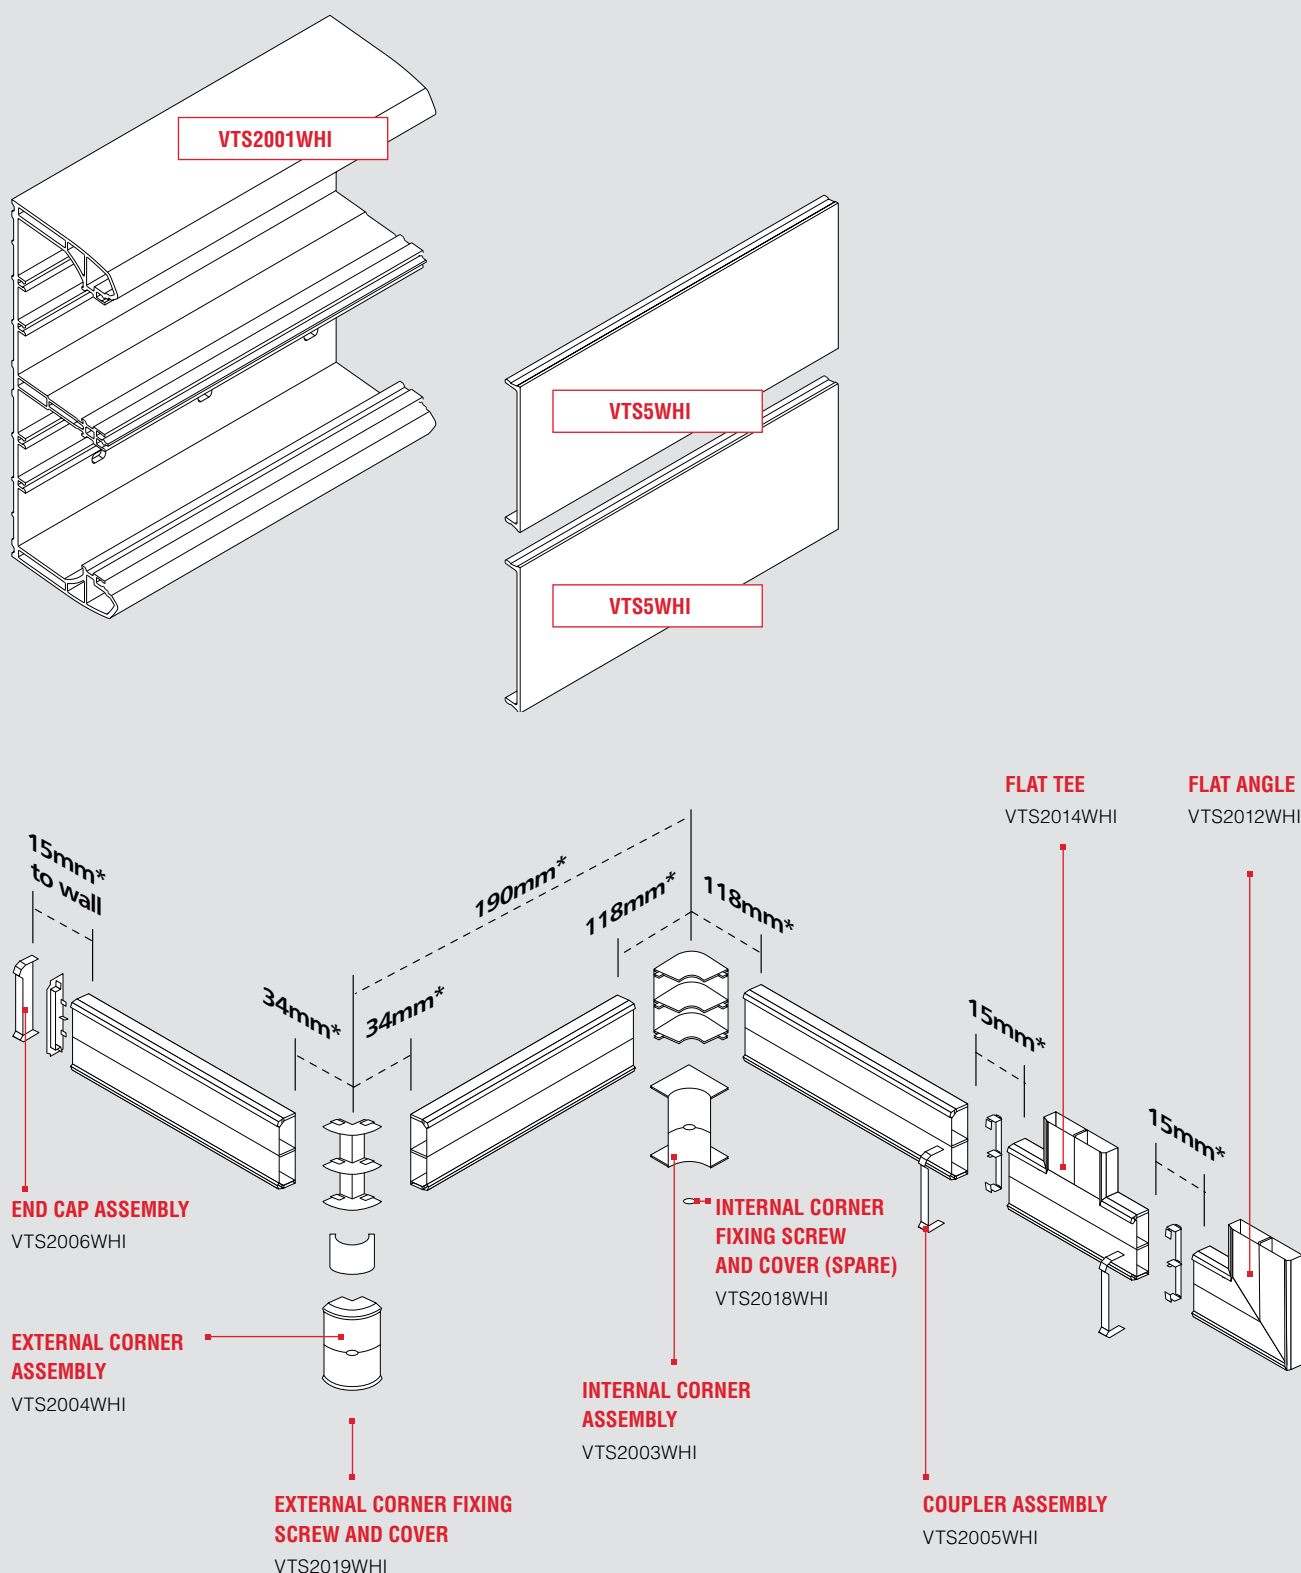 VTS2001WHI
VTS5WHI
VTS5WHI
FLAT TEE
VTS2014WHI
FLAT ANGLE
VTS2012WHI
15mm*
to wall
190mm*
118mm*
118mm*
34mm*
34mm*
15mm*
15mm*
END CAP ASSEMBLY
VTS2006WHI
INTERNAL CORNER
FIXING SCREW
AND COVER (SPARE)
VTS2018WHI
EXTERNAL CORNER
ASSEMBLY
VTS2004WHI
INTERNAL CORNER
ASSEMBLY
VTS2003WHI
EXTERNAL CORNER FIXING
SCREW AND COVER
VTS2019WHI
COUPLER ASSEMBLY
VTS2005WHI